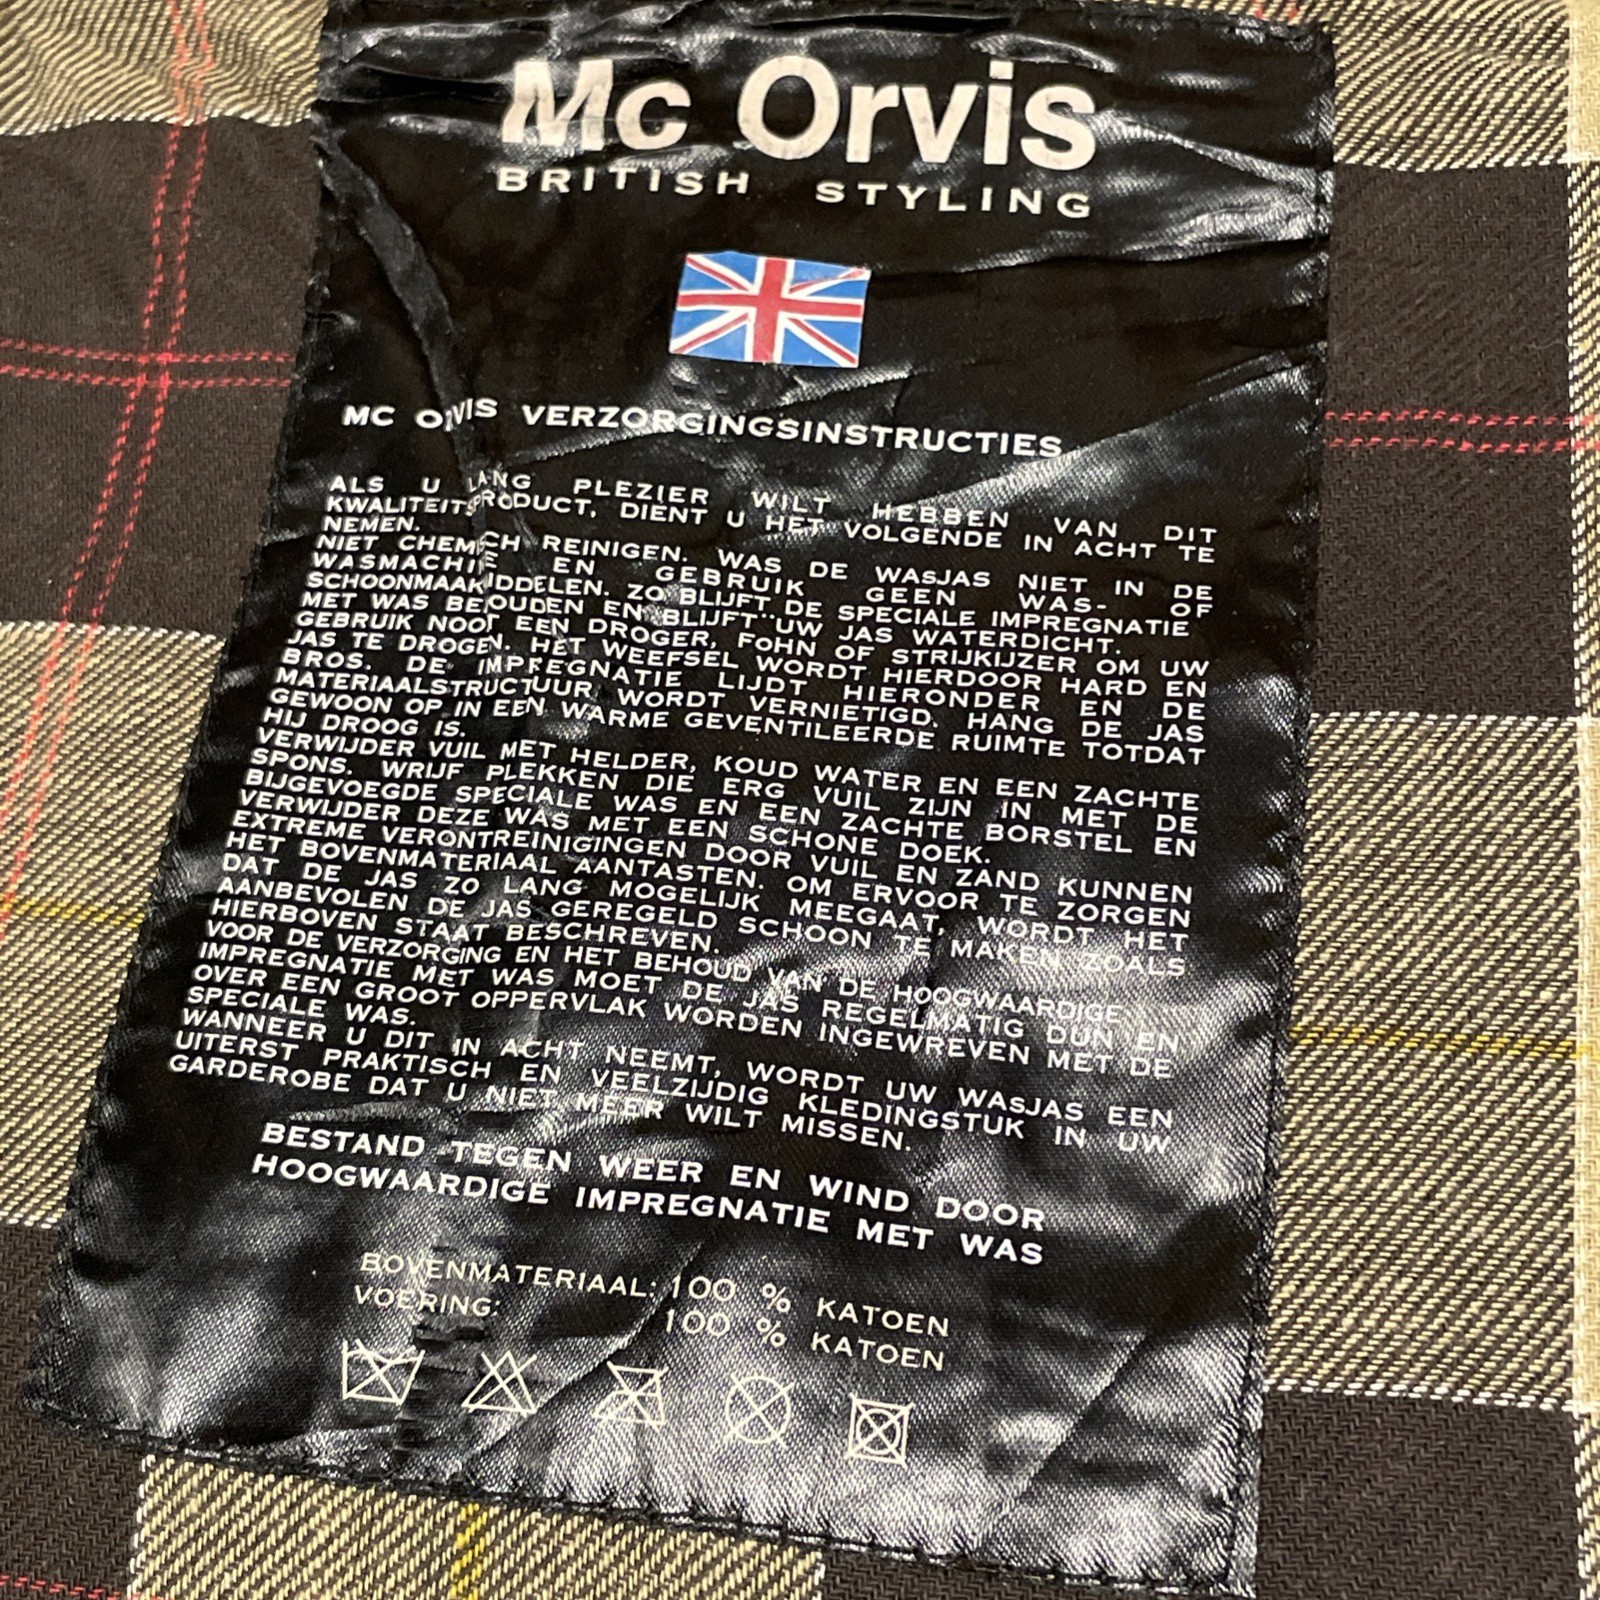 Mc Orvis
BRITISH STYLING
MC ORVIS VERZORGINGSINSTRUCTIES
ALS U LANG PLEZIER WILT HEBBEN VAN DIT
KWALITEITSPRODUCT, DIENT U HET VOLGENDE IN ACHT TE
NEMEN.
NIET CHEMISCH REINIGEN. WAS DE WASJAS NIET IN DE
WASMACHINE EN GEBRUIK GEEN WAS- OF
SCHOONMAAKMIDDELEN. ZO BLIJFT DE SPECIALE IMPREGNATIE
MET WAS BEHOUDEN EN BLIJFT UW JAS WATERDICHT.
GEBRUIK NOOIT EEN DROGER, FÖHN OF STRIJKIJZER OM UW
JAS TE DROGEN. HET WEEFSEL WORDT HIERDOOR HARD EN
BROS. DE IMPREGNATIE LIJDT HIERONDER EN DE
MATERIAALSTRUCTUUR WORDT VERNIETIGD. HANG DE JAS
GEWOON OP IN EEN WARME GEVENTILEERDE RUIMTE TOTDAT
HIJ DROOG IS.
VERWIJDER VUIL MET HELDER, KOUD WATER EN EEN ZACHTE
SPONS. WRIJF PLEKKEN DIE ERG VUIL ZIJN IN MET DE
BIJGEVOEGDE SPECIALE WAS EN EEN ZACHTE BORSTEL EN
VERWIJDER DEZE WAS MET EEN SCHONE DOEK.
EXTREME VERONTREINIGINGEN DOOR VUIL EN ZAND KUNNEN
HET BOVENMATERIAAL AANTASTEN. OM ERVOOR TE ZORGEN
DAT DE JAS ZO LANG MOGELIJK MEEGAAT, WORDT HET
AANBEVOLEN DE JAS GEREGELD SCHOON TE MAKEN ZOALS
HIERBOVEN STAAT BESCHREVEN.
VOOR DE VERZORGING EN HET BEHOUD VAN DE HOOGWAARDIGE
IMPREGNATIE MET WAS MOET DE JAS REGELMATIG DUN EN
OVER EEN GROOT OPPERVLAK WORDEN INGEWREVEN MET DE
SPECIALE WAS.
WANNEER U DIT IN ACHT NEEMT, WORDT UW WASJAS EEN
UITERST PRAKTISCH EN VEELZIJDIG KLEDINGSTUK IN UW
GARDEROBE DAT U NIET MEER WILT MISSEN.
BESTAND TEGEN WEER EN WIND DOOR
HOOGWAARDIGE IMPREGNATIE MET WAS
BOVENMATERIAAL: 100 % KATOEN
VOERING: 100 % KATOEN